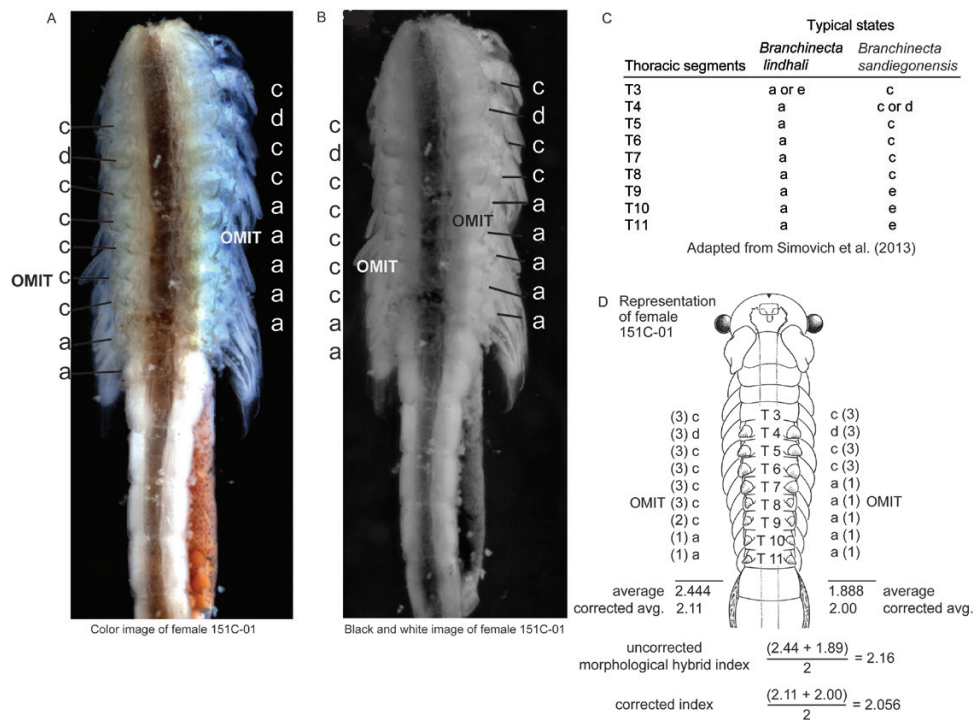 A
c
d
c
c
c
OMIT c
c
a
a
c
d
c
c
a
OMIT a
a
a
a
Color image of female 151C-01
B
c
d
c
c
c
OMIT c
c
a
a
c
d
c
c
a
OMIT
a
a
a
a
Black and white image of female 151C-01
C
Typical states
Thoracic segments Branchinecta lindhali Branchinecta sandiegonensis
T3 a or e c
T4 a c or d
T5 a c
T6 a c
T7 a c
T8 a c
T9 a e
T10 a e
T11 a e
Adapted from Simovich et al. (2013)
D Representation
of female
151C-01
(3) c T 3 c (3)
(3) d T 4 d (3)
(3) c T 5 c (3)
(3) c T 6 c (3)
(3) c T 7 a (1)
OMIT (3) c T 8 a (1) OMIT
(2) c T 9 a (1)
(1) a T 10 a (1)
(1) a T 11 a (1)
average 2.444 1.888 average
corrected avg. 2.11 2.00 corrected avg.
uncorrected
morphological hybrid index (2.44 + 1.89) / 2 = 2.16
corrected index (2.11 + 2.00) / 2 = 2.056